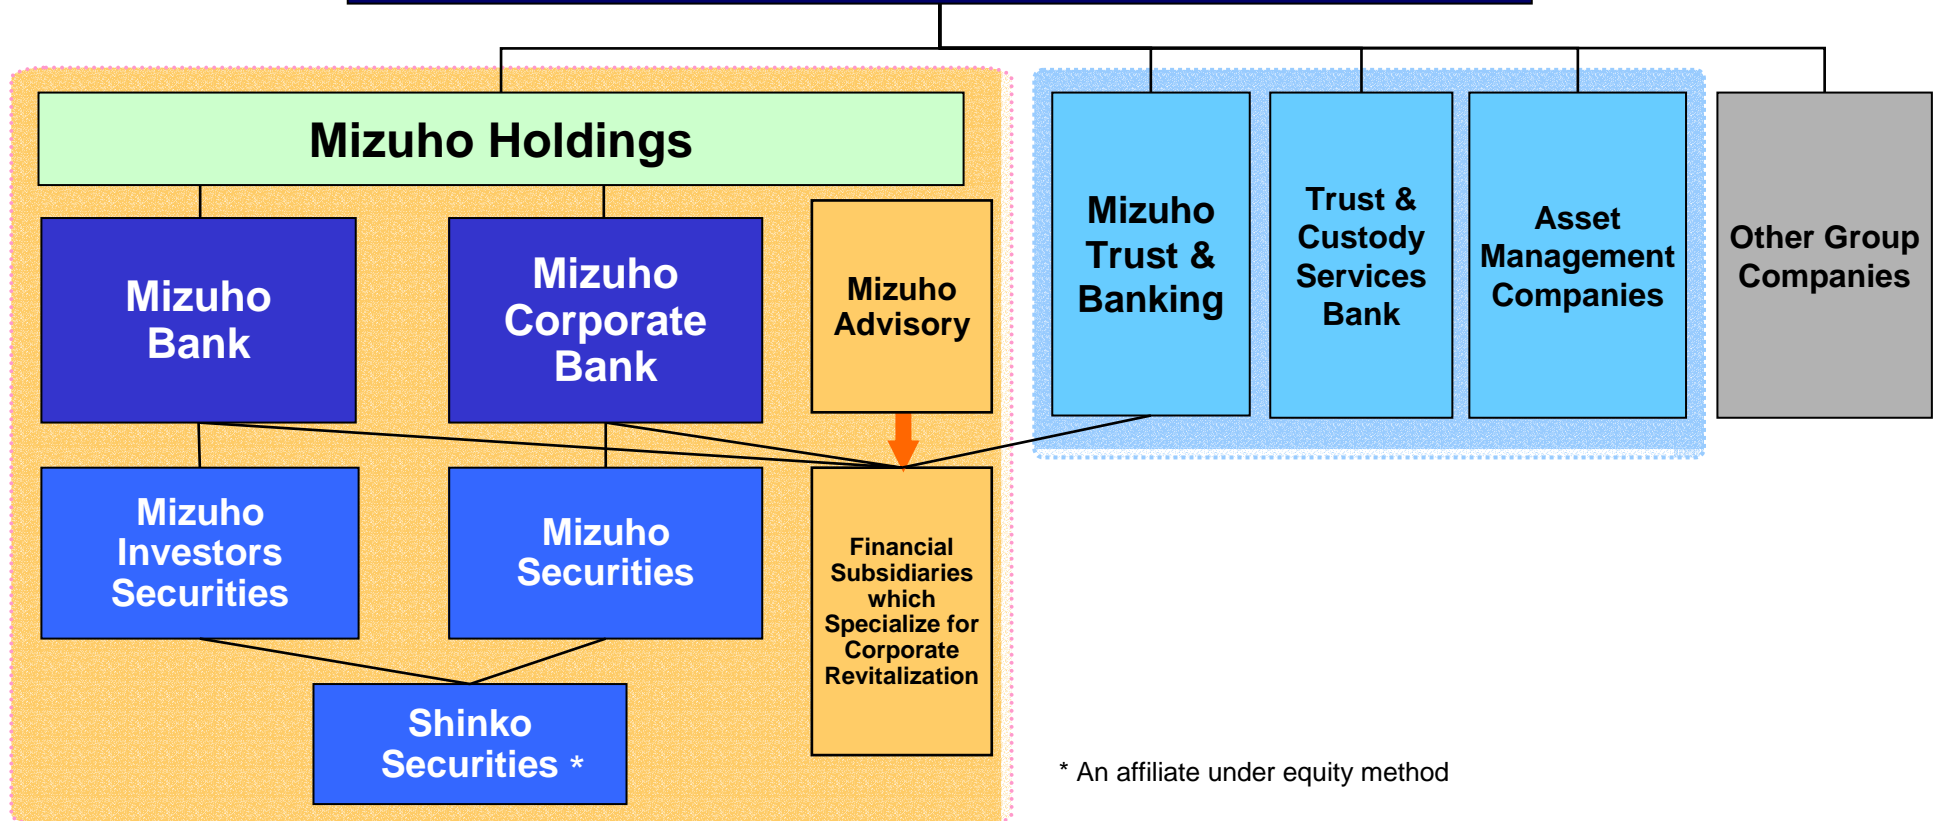 Mizuho Holdings
Mizuho
Bank
Mizuho
Corporate
Bank
Mizuho
Advisory
Mizuho
Trust &
Banking
Trust &
Custody
Services
Bank
Asset
Management
Companies
Other Group
Companies
Mizuho
Investors
Securities
Mizuho
Securities
Financial
Subsidiaries
which
Specialize for
Corporate
Revitalization
Shinko
Securities *
* An affiliate under equity method